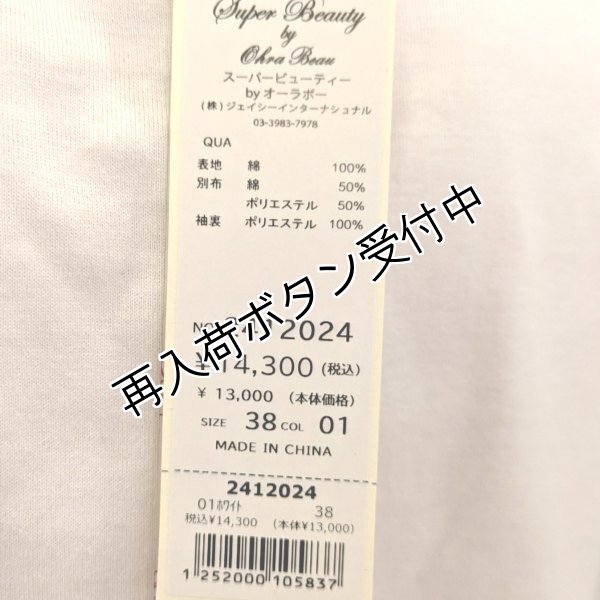 Super Beauty
by
Ohra Beau
スーパービューティー
byオーラボー
(株)ジェイシーインターナショナル
03-3983-7978
QUA
表地 綿 100%
別布 綿 50%
ポリエステル 50%
袖裏 ポリエステル 100%
再入荷ボタン受付中
2024
¥14,300(税込)
¥ 13,000 (本体価格)
SIZE 38 COL 01
MADE IN CHINA
2412024
01ホワイト 38
税込¥14,300 (本体¥13,000)
1 252000 105837